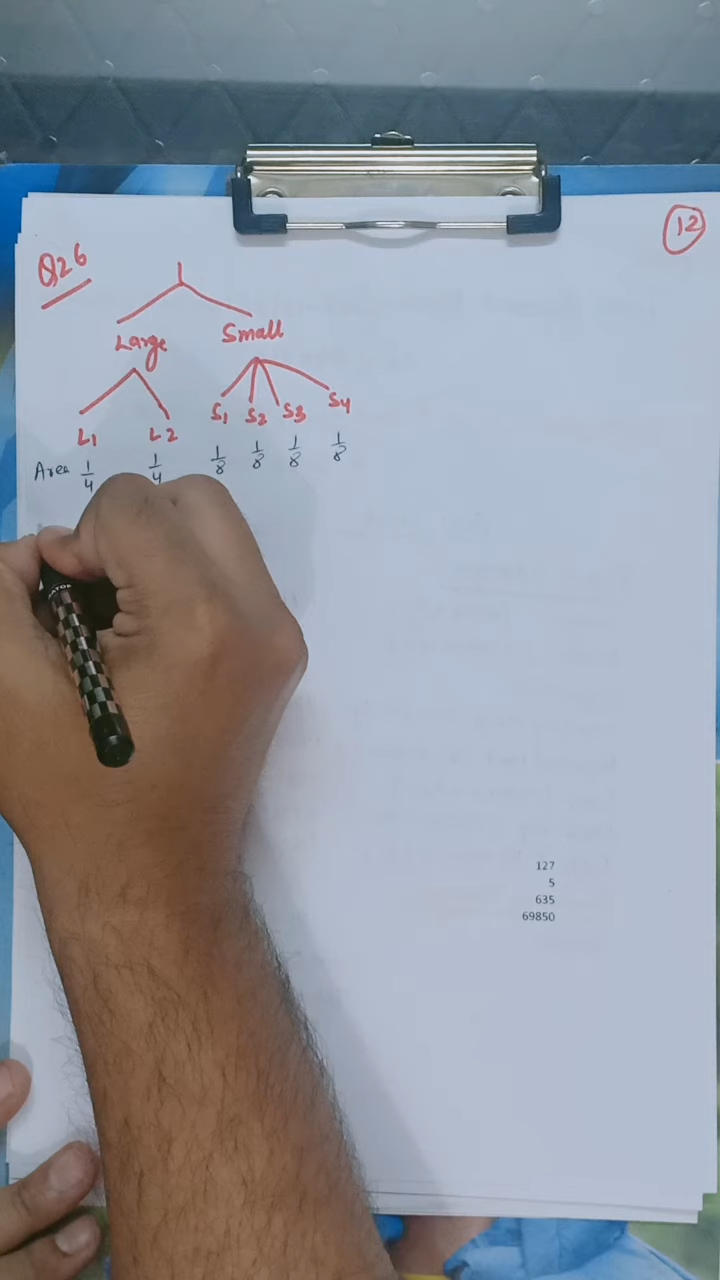 12
Q26
Large Small
S1 S2 S3 S4
L1 L2
Area 1/4 1/4 1/8 1/8 1/8 1/8
127
5
635
69850